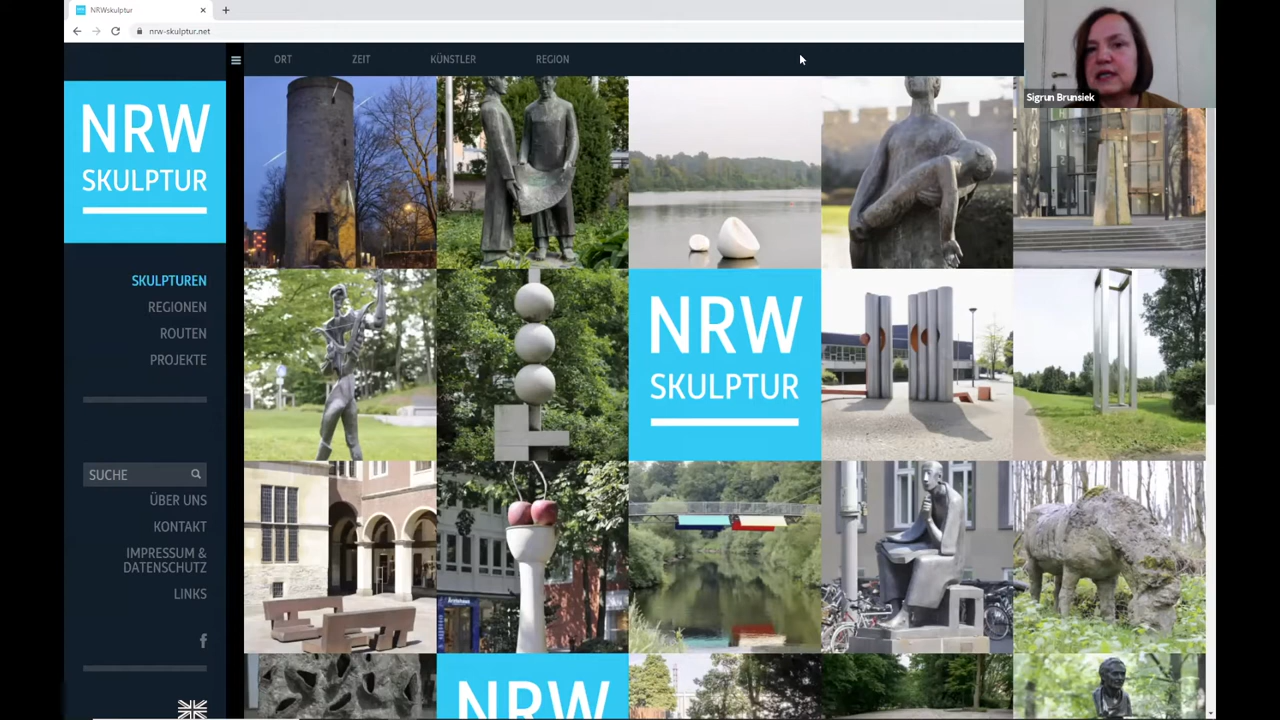 NRWskulptur
nrw-skulptur.net
ORT
ZEIT
KÜNSTLER
REGION
Sigrun Brunsiek
NRW
SKULPTUR
SKULPTUREN
REGIONEN
ROUTEN
PROJEKTE
SUCHE
ÜBER UNS
KONTAKT
IMPRESSUM &
DATENSCHUTZ
LINKS
NRW
SKULPTUR
NRW